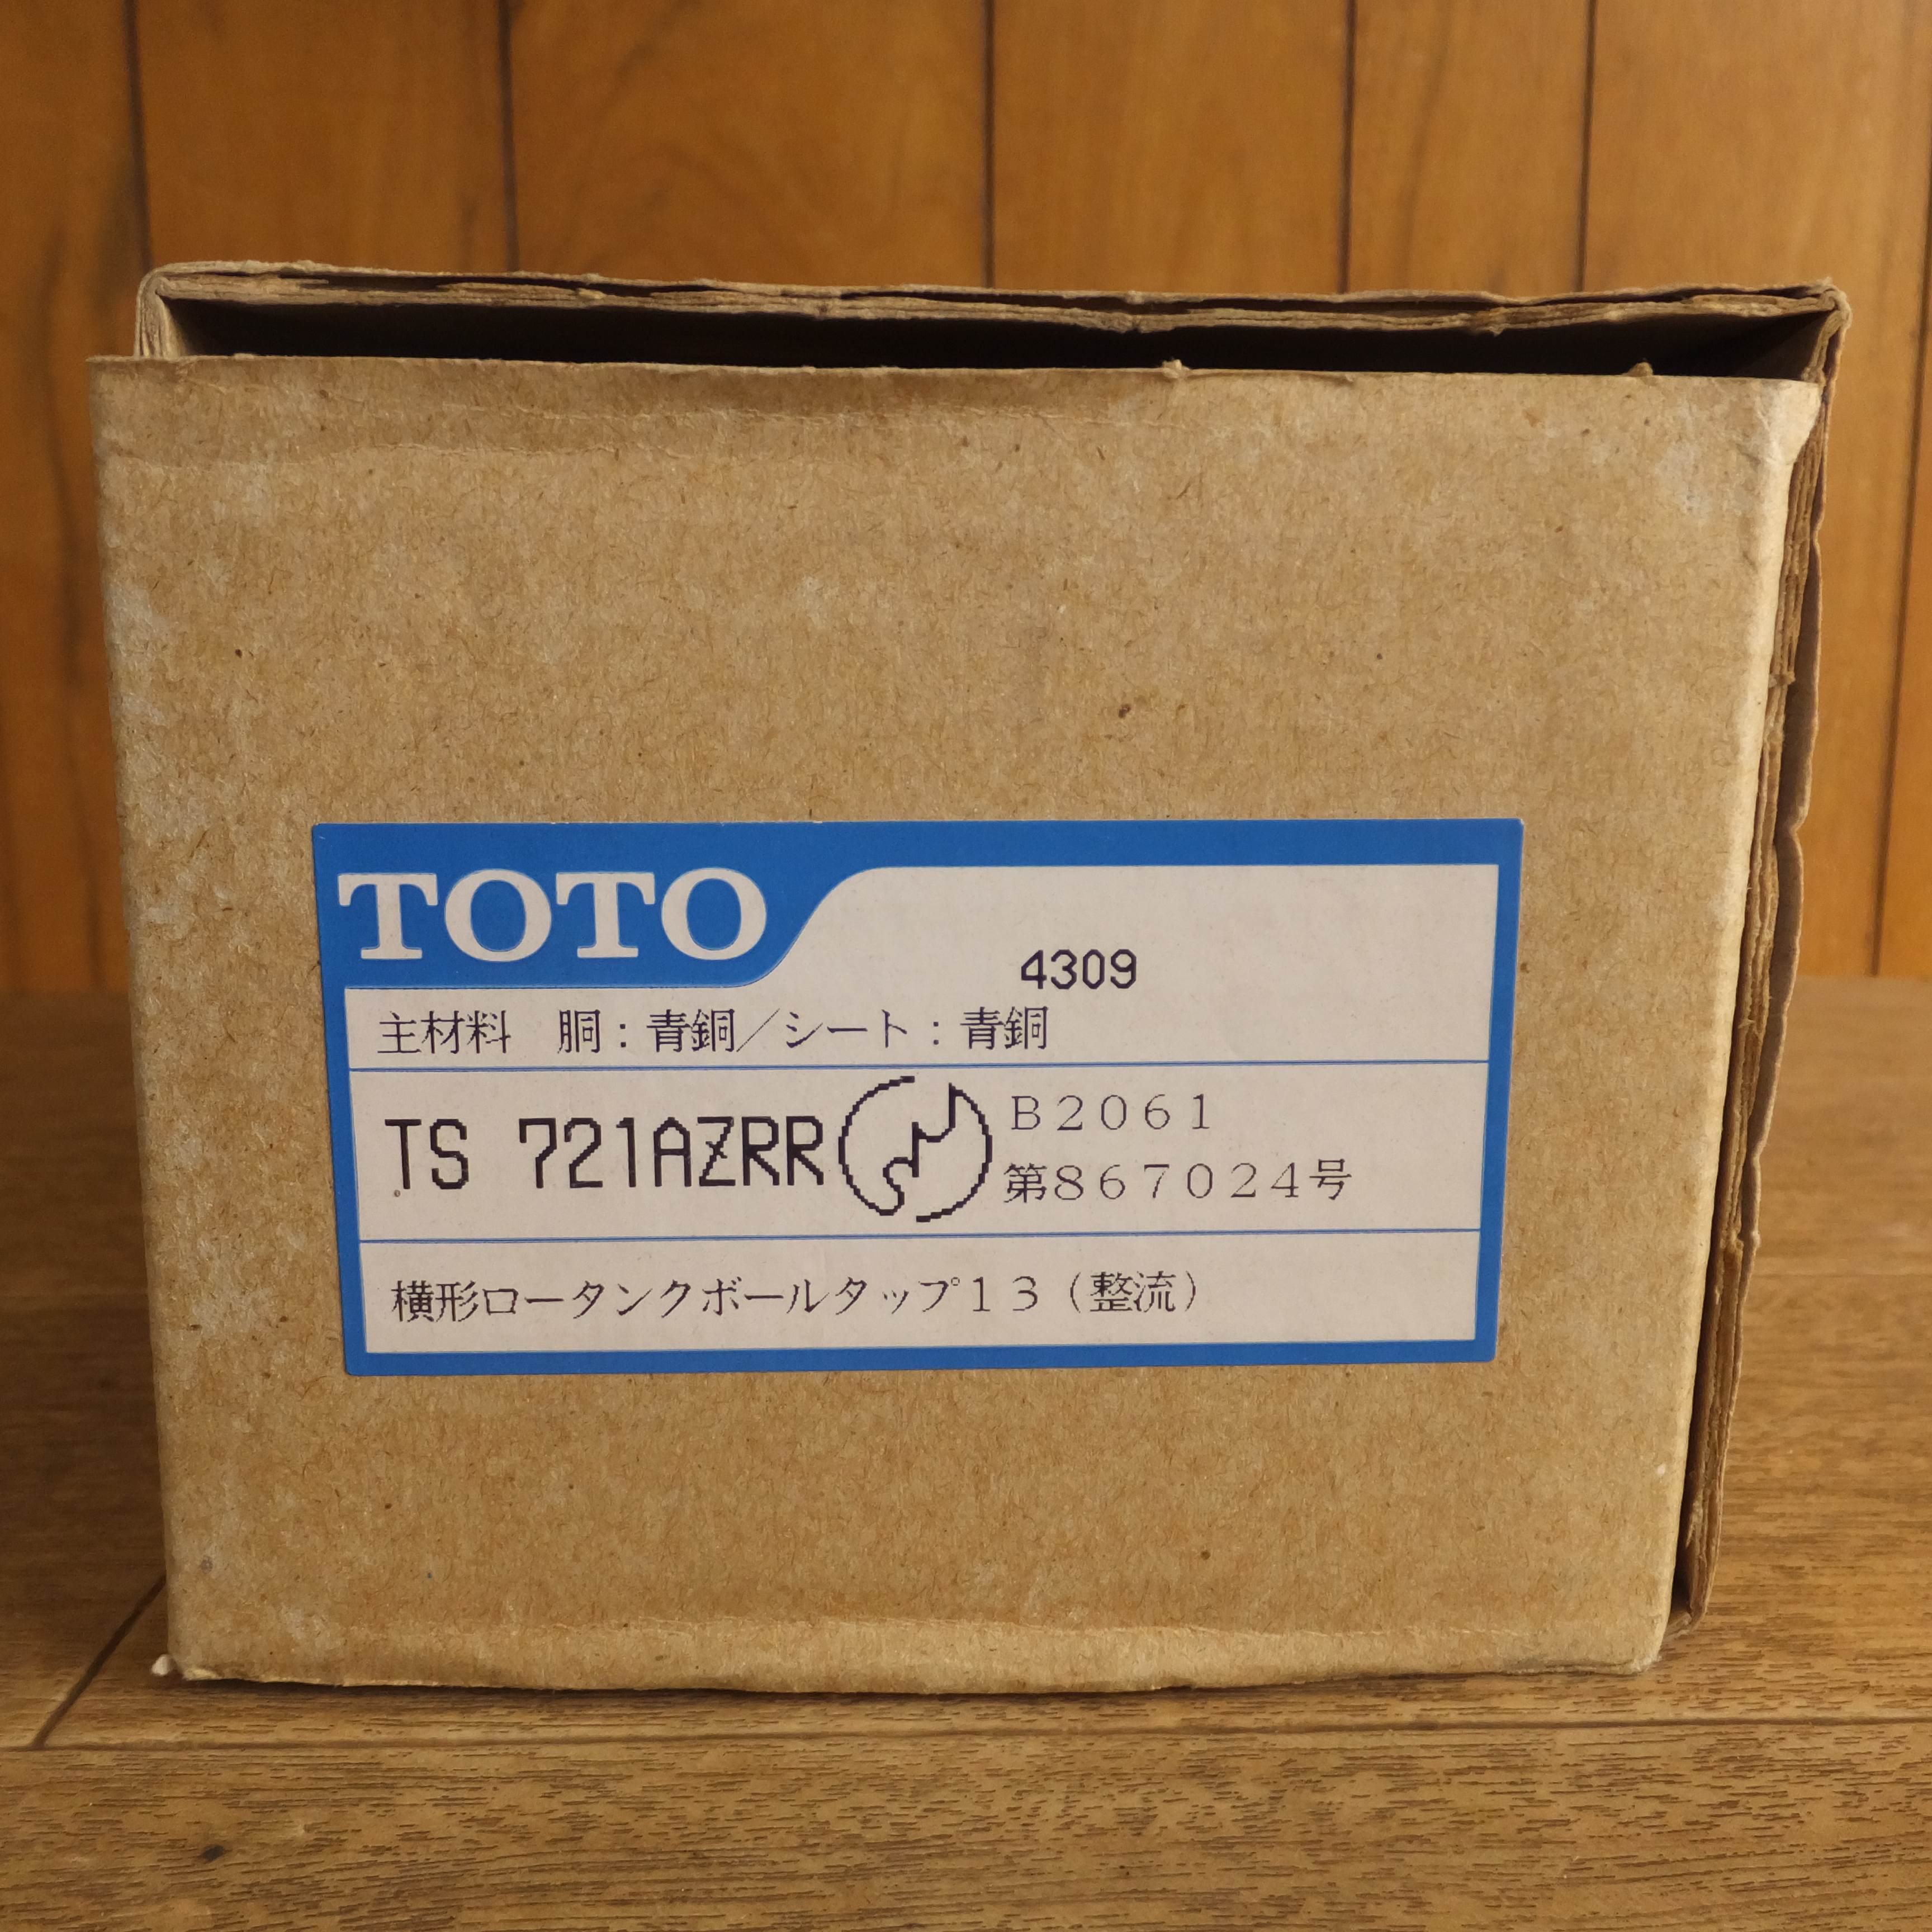 TOTO
4309
主材料　胴：青銅／シート：青銅
TS 721AZRR
B2061
第867024号
横形ロータンクボールタップ13（整流）